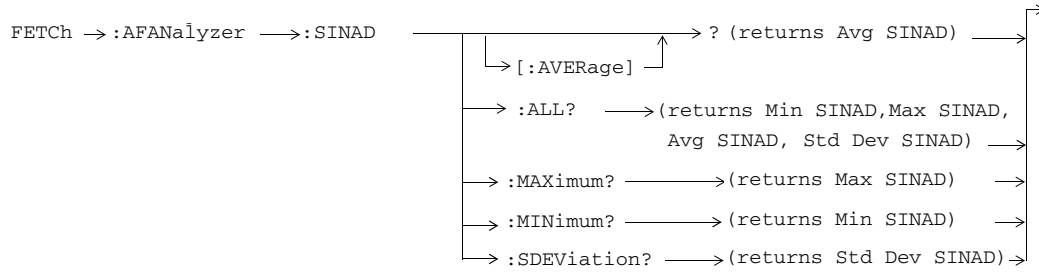 FETCh :AFANalyzer :SINAD ? (returns Avg SINAD)
[:AVERage]
:ALL? (returns Min SINAD,Max SINAD,
Avg SINAD, Std Dev SINAD)
:MAXimum? (returns Max SINAD)
:MINimum? (returns Min SINAD)
:SDEViation? (returns Std Dev SINAD)